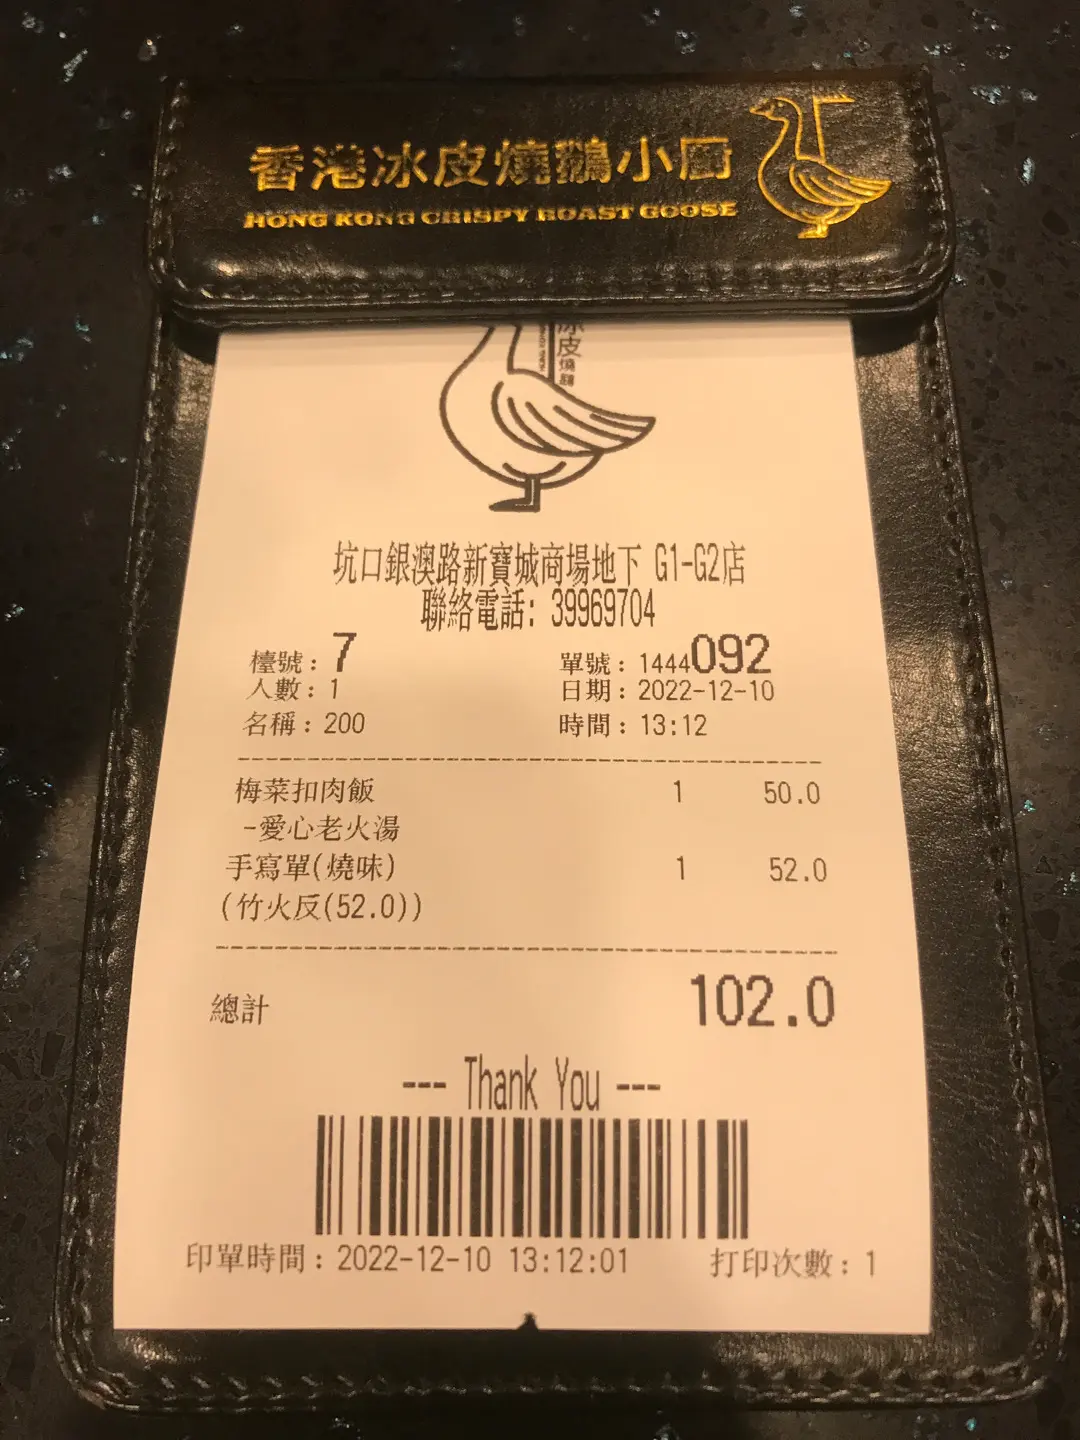 香港冰皮燒鵝小廚
HONG KONG CRISPY ROAST GOOSE
冰皮燒鵝
坑口銀澳路新寶城商場地下 G1-G2店
聯絡電話: 39969704
檯號: 7 單號: 1444092
人數: 1 日期: 2022-12-10
名稱: 200 時間: 13:12
梅菜扣肉飯 1 50.0
-愛心老火湯
手寫單(燒味) 1 52.0
(竹火反(52.0))
總計 102.0
--- Thank You ---
印單時間: 2022-12-10 13:12:01 打印次數: 1